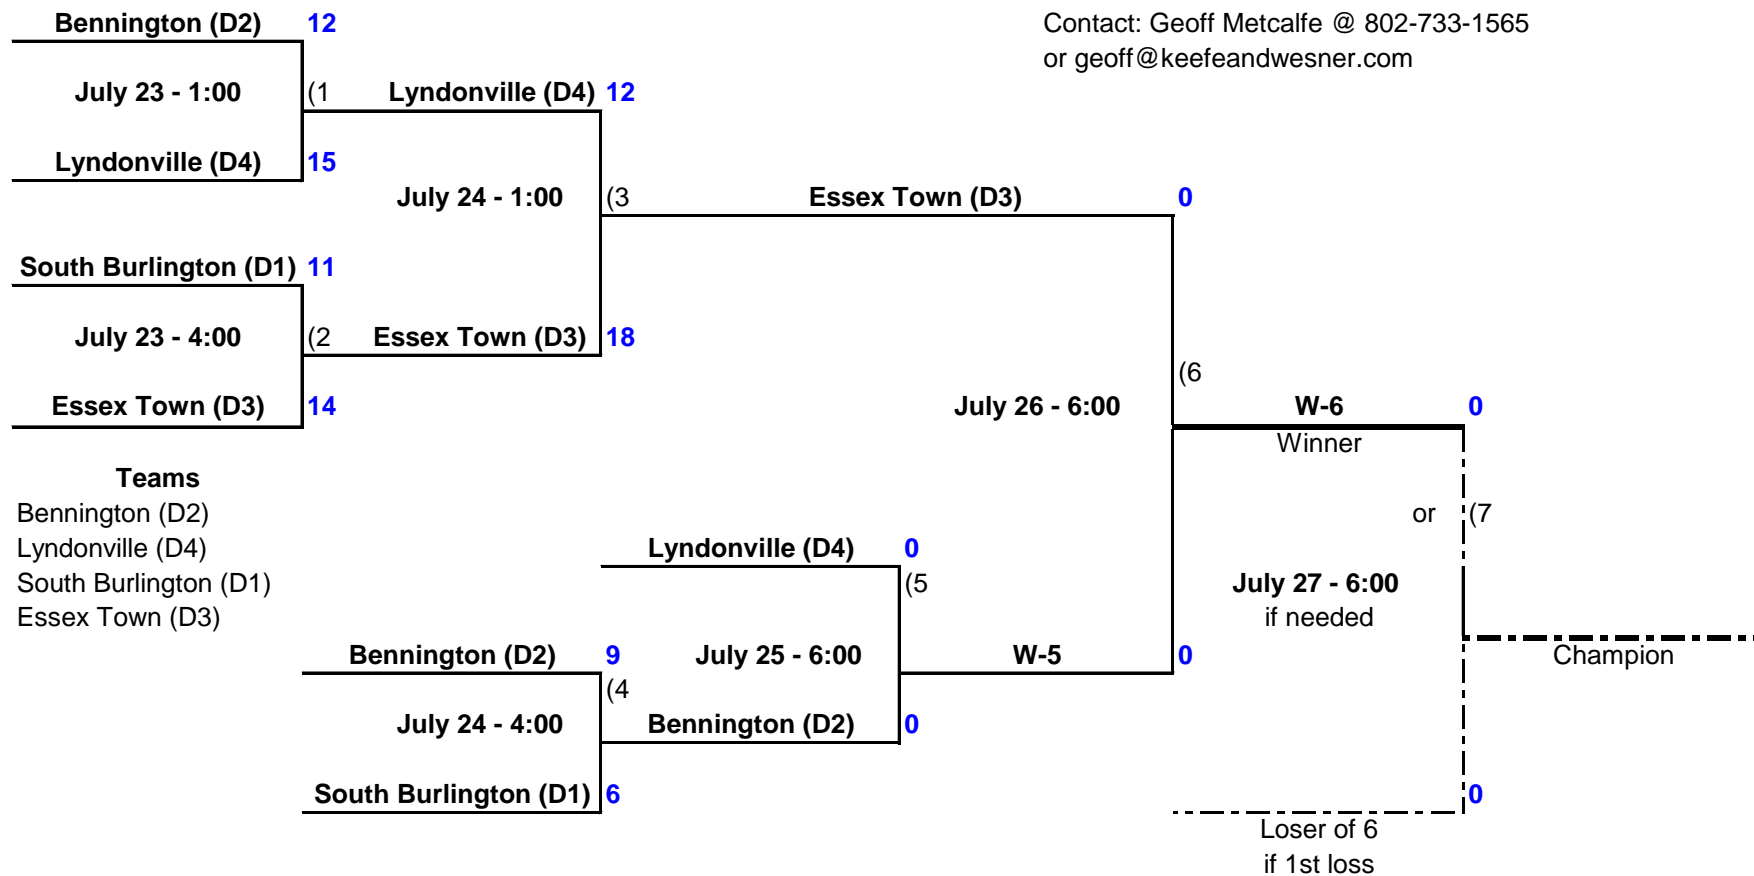 Bennington (D2) 12
Contact: Geoff Metcalfe @ 802-733-1565
or geoff@keefeandwesner.com
July 23 - 1:00 (1 Lyndonville (D4) 12
Lyndonville (D4) 15
July 24 - 1:00 (3 Essex Town (D3) 0
South Burlington (D1) 11
July 23 - 4:00 (2 Essex Town (D3) 18
(6
Essex Town (D3) 14
July 26 - 6:00 W-6 0
Winner
Teams
Bennington (D2)
or (7
Lyndonville (D4)
Lyndonville (D4) 0
South Burlington (D1)
(5 July 27 - 6:00
Essex Town (D3)
if needed
Bennington (D2) 9 July 25 - 6:00 W-5 0
Champion
(4
July 24 - 4:00 Bennington (D2) 0
South Burlington (D1) 6
0
Loser of 6
if 1st loss